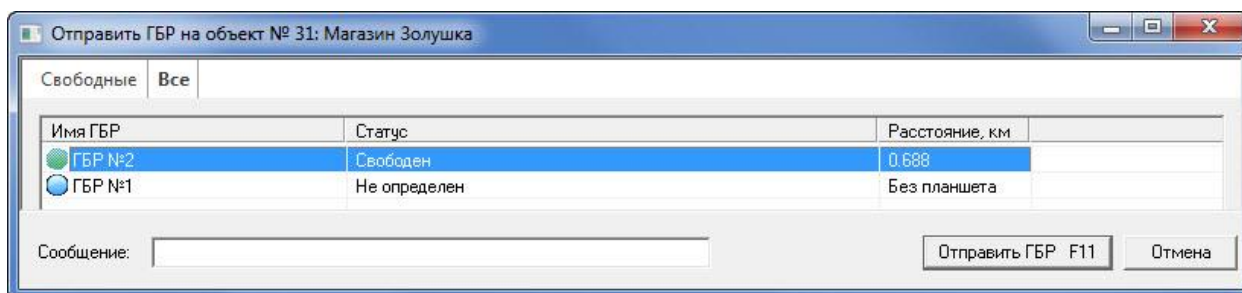 Отправить ГБР на объект № 31: Магазин Золушка
Свободные Все
Имя ГБР Статус Расстояние, км
ГБР №2 Свободен 0.688
ГБР №1 Не определен Без планшета
Сообщение: Отправить ГБР F11 Отмена